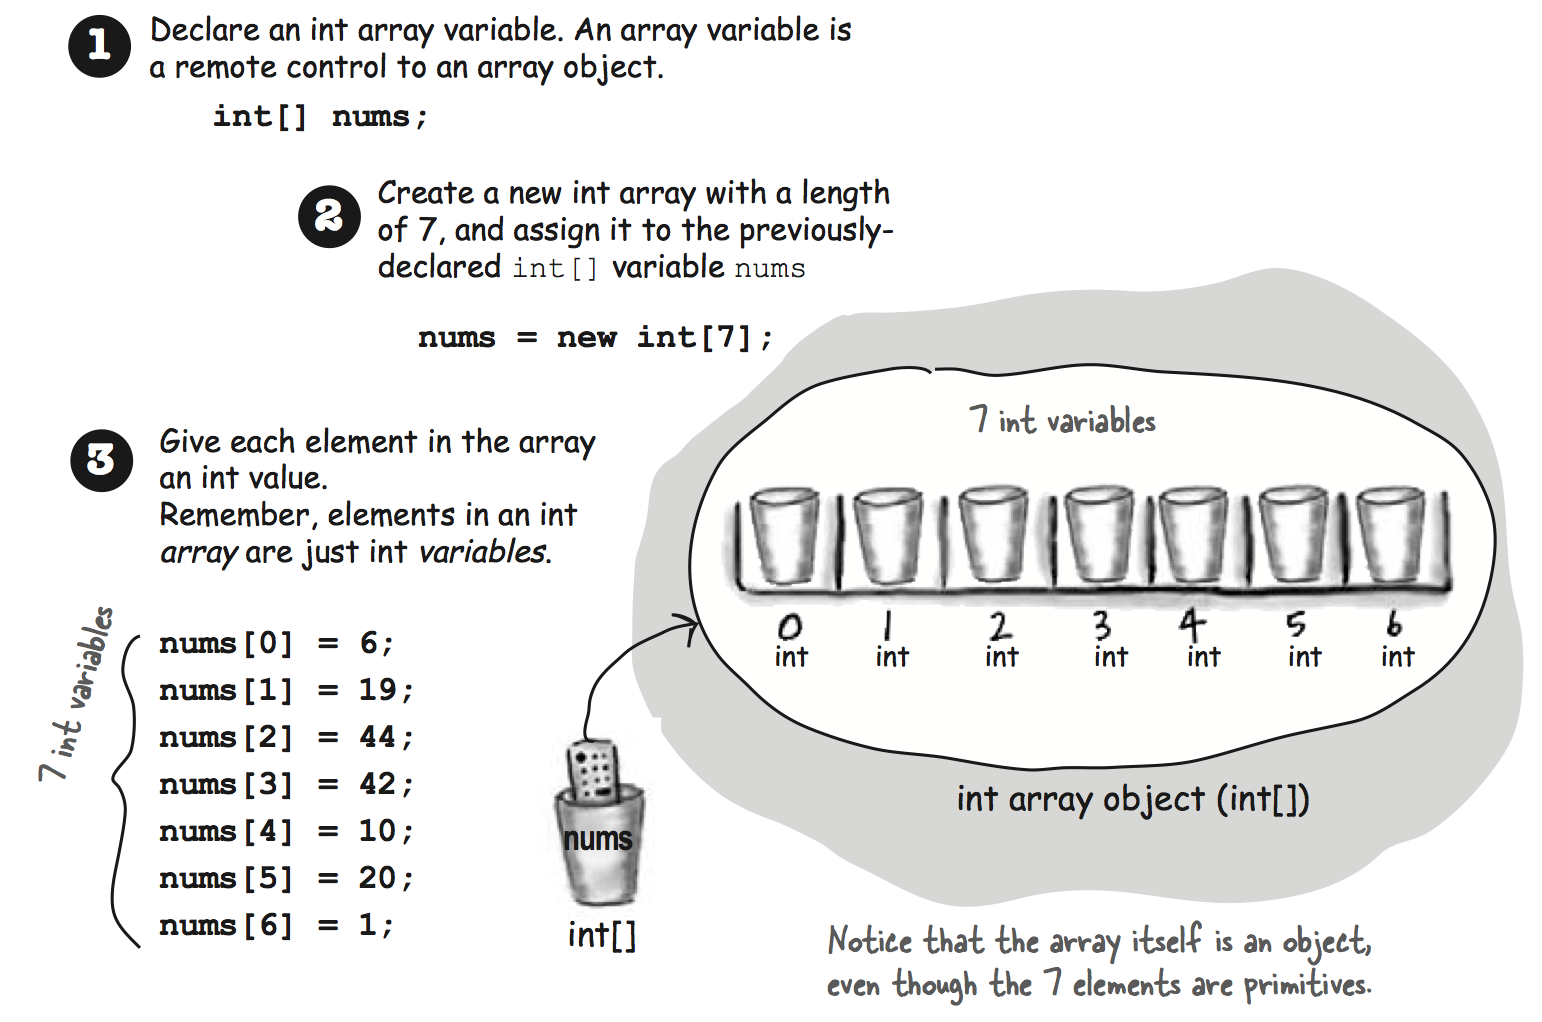 1
Declare an int array variable. An array variable is
a remote control to an array object.
int[] nums;
2
Create a new int array with a length
of 7, and assign it to the previously-
declared int[] variable nums
nums = new int[7];
3
Give each element in the array
an int value.
Remember, elements in an int
array are just int variables.
7 int variables
nums[0] = 6;
nums[1] = 19;
nums[2] = 44;
nums[3] = 42;
nums[4] = 10;
nums[5] = 20;
nums[6] = 1;
nums
int[]
7 int variables
0 1 2 3 4 5 6
int int int int int int int
int array object (int[])
Notice that the array itself is an object,
even though the 7 elements are primitives.